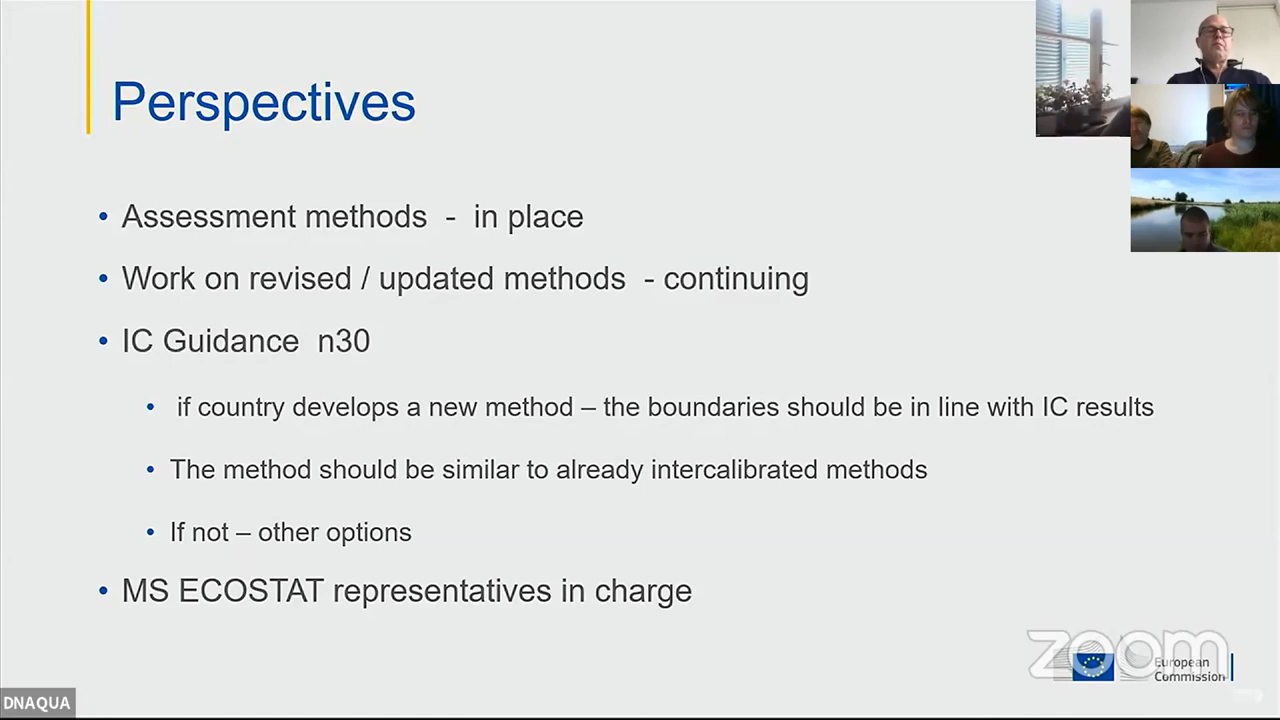 Perspectives
Assessment methods - in place
Work on revised / updated methods - continuing
IC Guidance n30
if country develops a new method – the boundaries should be in line with IC results
The method should be similar to already intercalibrated methods
If not – other options
MS ECOSTAT representatives in charge
zoom
European
Commission
DNAQUA